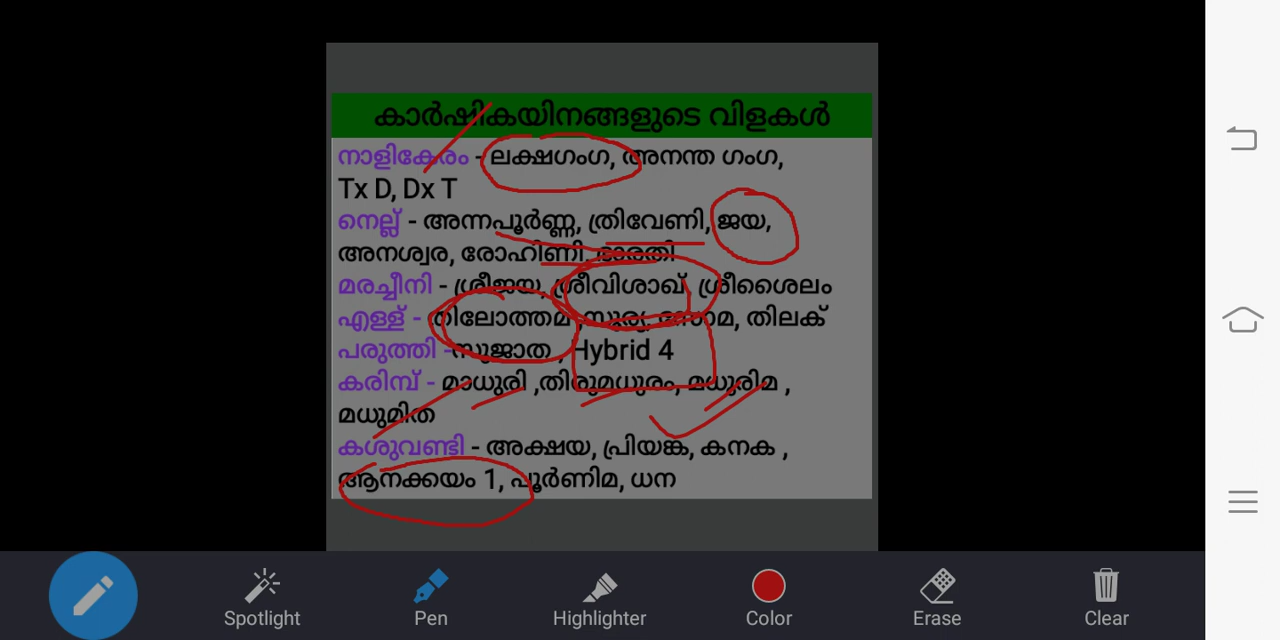 കാർഷികയിനങ്ങളുടെ വിളകൾ
നാളികേരം - ലക്ഷഗംഗ, അനന്ത ഗംഗ,
Tx D, Dx T
നെല്ല് - അന്നപൂർണ്ണ, ത്രിവേണി, ജയ,
അനശ്വര, രോഹിണി, ഭാരതി
മരച്ചീനി - ശ്രീജയ, ശ്രീവിശാഖ്, ശ്രീശൈലം
എള്ള് - തിലോത്തമ ,സൂര്യ, സോമ, തിലക്
പരുത്തി -സുജാത , Hybrid 4
കരിമ്പ് - മാധുരി ,തിരുമധുരം, മധുരിമ ,
മധുമിത
കശുവണ്ടി - അക്ഷയ, പ്രിയങ്ക, കനക ,
ആനക്കയം 1, പൂർണിമ, ധന
Spotlight
Pen
Highlighter
Color
Erase
Clear